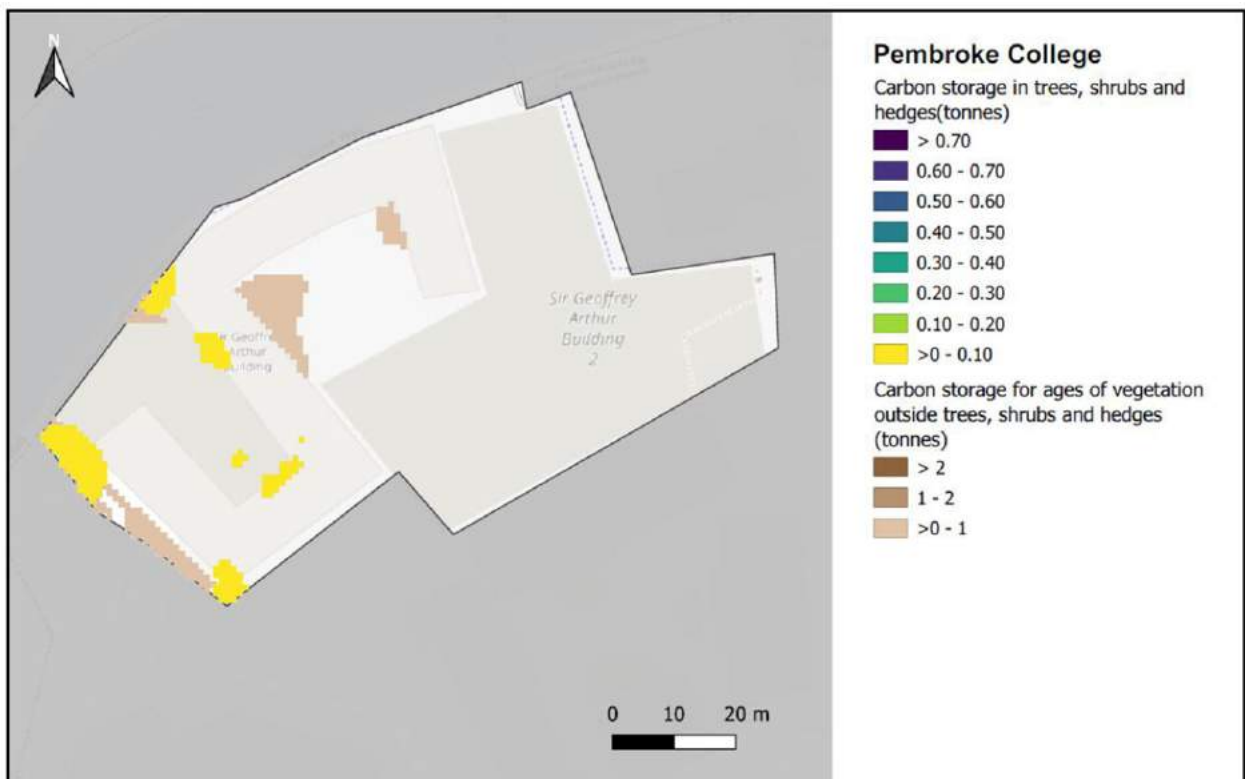 N
Sir Geoffrey
Arthur
Building
2
Arthur
0 10 20 m
Pembroke College
Carbon storage in trees, shrubs and
hedges(tonnes)
> 0.70
0.60 - 0.70
0.50 - 0.60
0.40 - 0.50
0.30 - 0.40
0.20 - 0.30
0.10 - 0.20
>0 - 0.10
Carbon storage for ages of vegetation
outside trees, shrubs and hedges
(tonnes)
> 2
1 - 2
>0 - 1